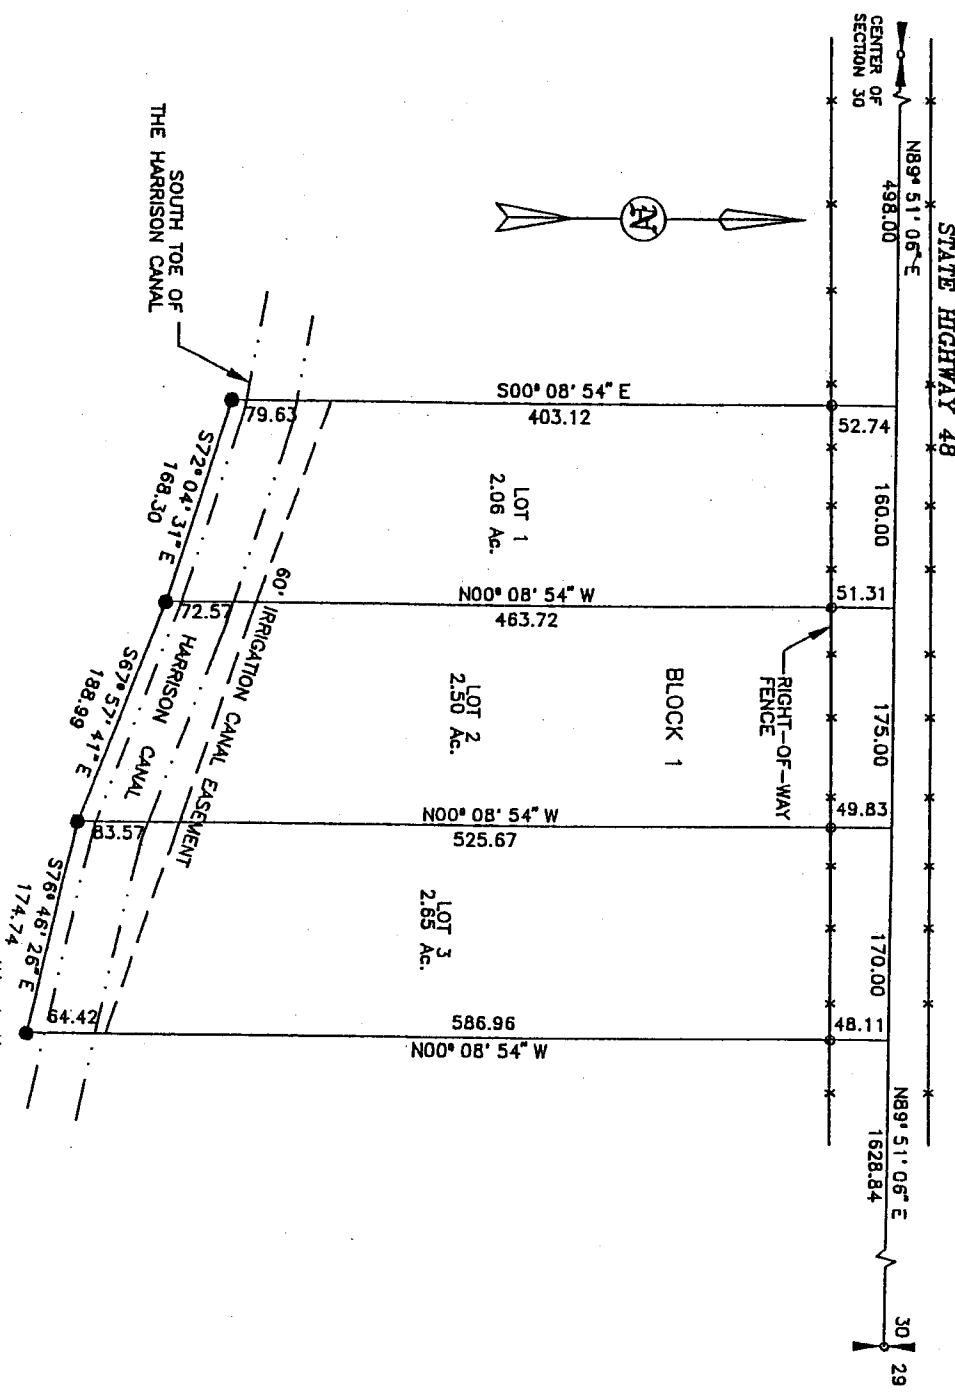 STATE HIGHWAY 48
CENTER OF
SECTION 30
N89° 51' 06" E
498.00
160.00
175.00
170.00
N89° 51' 06" E
1628.84
30
29
52.74
51.31
49.83
48.11
RIGHT-OF-WAY
FENCE
BLOCK 1
S00° 08' 54" E
403.12
N00° 08' 54" W
463.72
N00° 08' 54" W
525.67
586.96
N00° 08' 54" W
LOT 1
2.06 Ac.
LOT 2
2.50 Ac.
LOT 3
2.65 Ac.
60' IRRIGATION CANAL EASEMENT
HARRISON CANAL
SOUTH TOE OF
THE HARRISON CANAL
79.63
72.57
83.57
64.42
S72° 04' 31" E
168.30
S67° 57' 41" E
188.99
S76° 46' 26" E
174.74